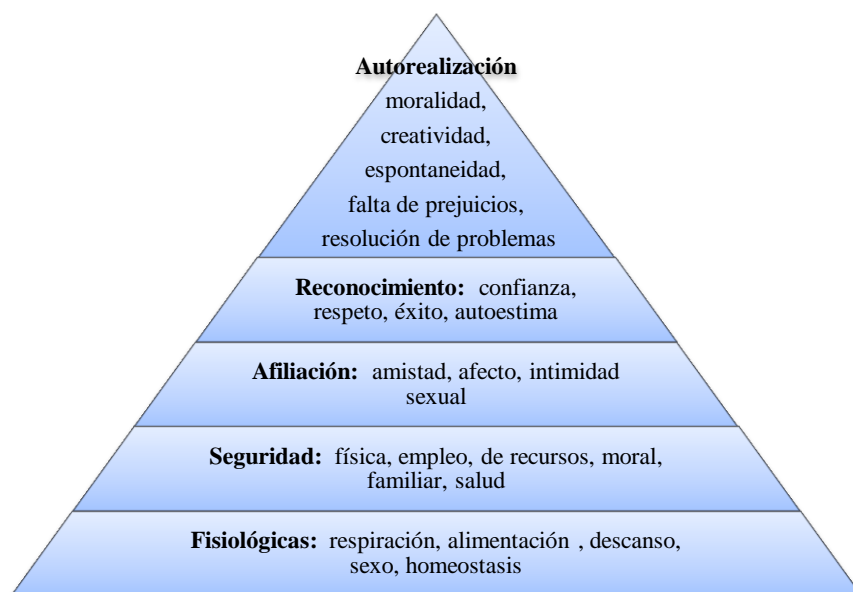 Autorealización
moralidad,
creatividad,
espontaneidad,
falta de prejuicios,
resolución de problemas
Reconocimiento: confianza,
respeto, éxito, autoestima
Afiliación: amistad, afecto, intimidad
sexual
Seguridad: física, empleo, de recursos, moral,
familiar, salud
Fisiológicas: respiración, alimentación , descanso,
sexo, homeostasis